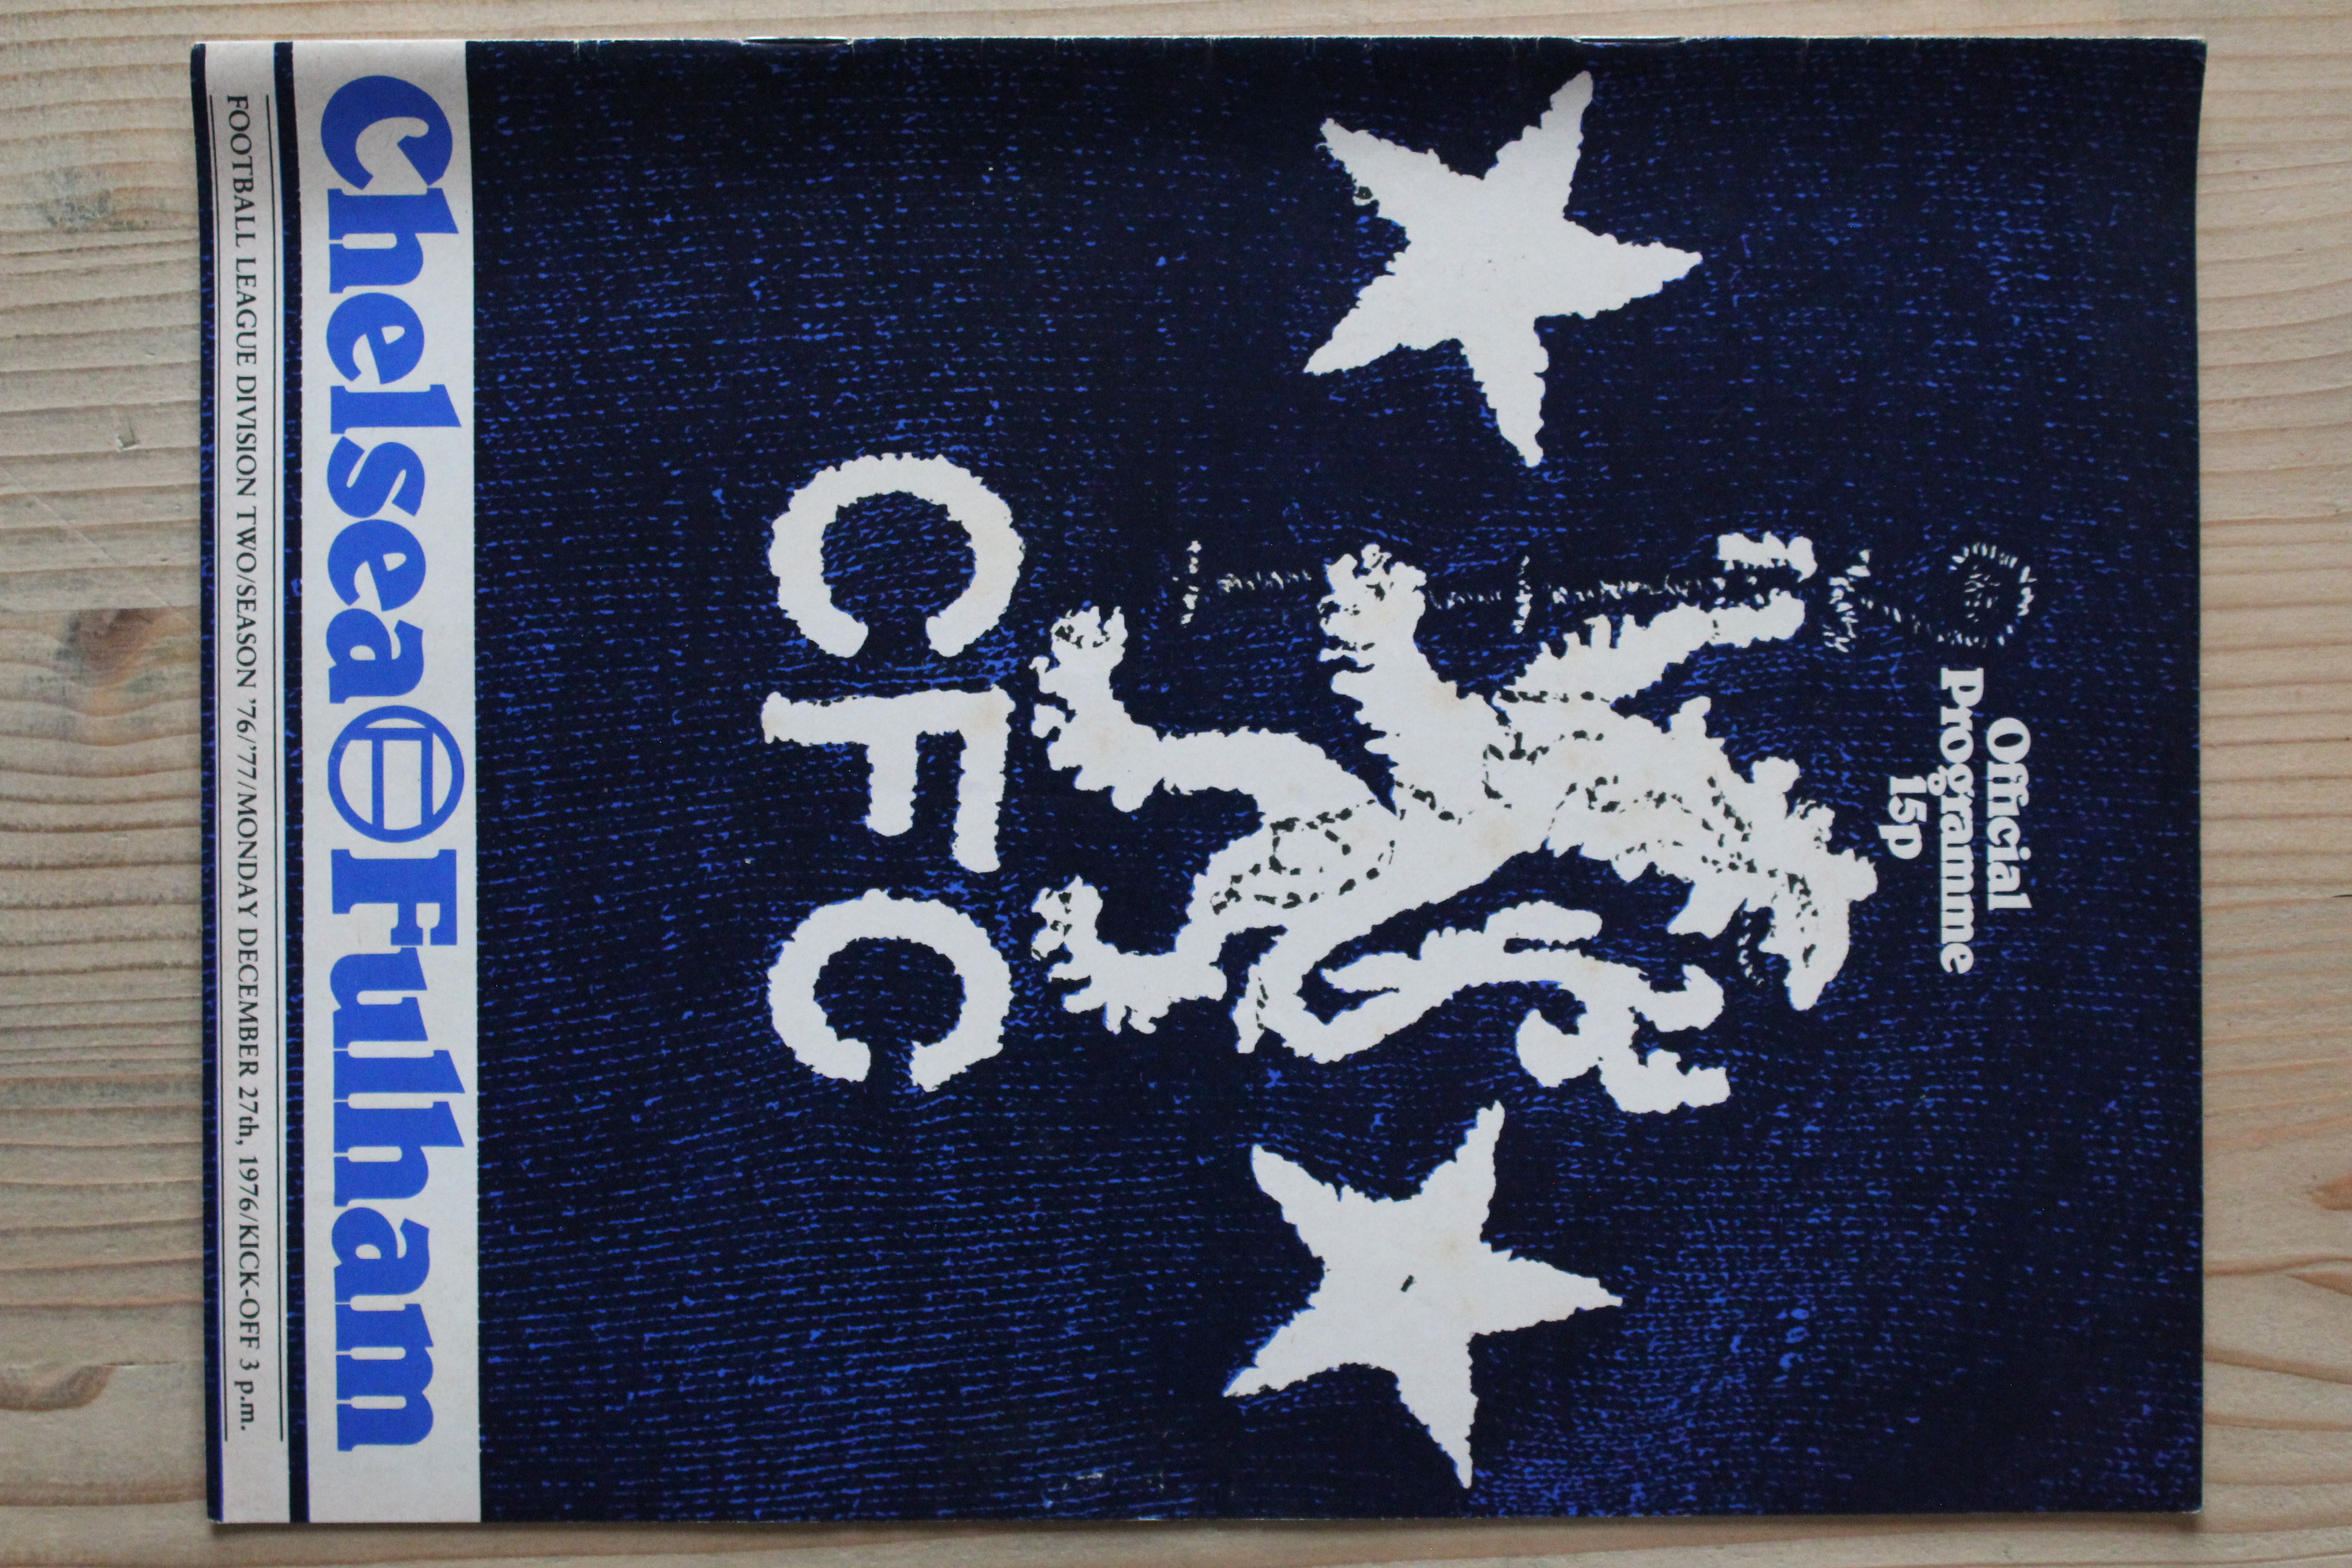 Official
Programme
15p
CFC
Chelsea Fulham
FOOTBALL LEAGUE DIVISION TWO/SEASON '76/'77/MONDAY DECEMBER 27th, 1976/KICK-OFF 3 p.m.